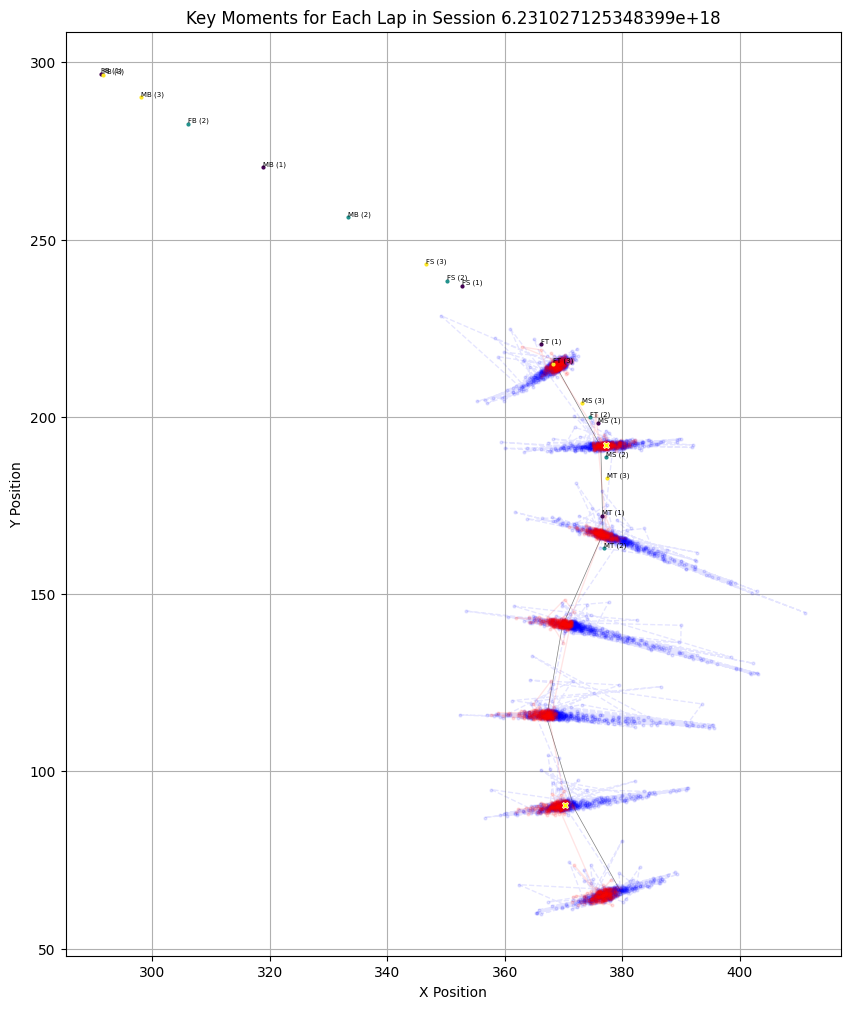 Key Moments for Each Lap in Session 6.231027125348399e+18
300
MB (3)
FB (2)
MB (1)
MB (2)
250
FS (3)
FS (2)
FS (1)
FT (1)
MS (3)
200
FT (2)
MS (1)
MS (2)
MT (3)
MT (1)
MT (2)
150
100
50
Y Position
300
320
340
360
380
400
X Position